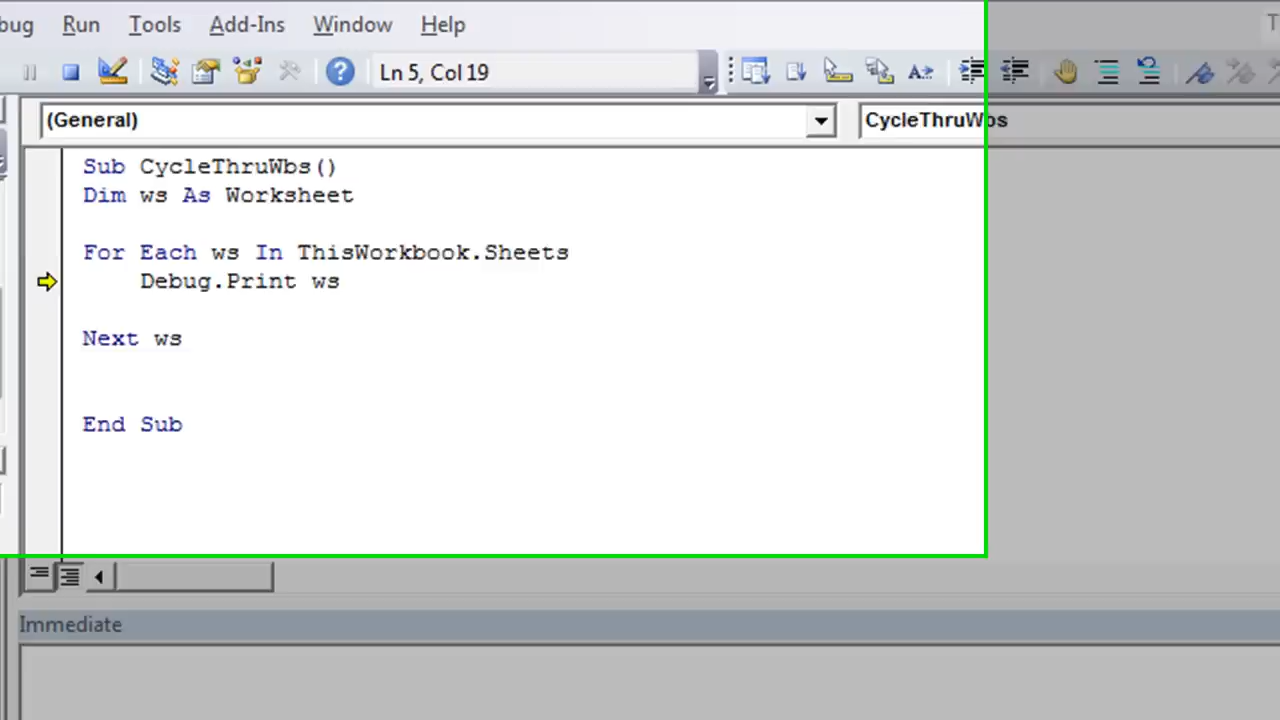 bug Run Tools Add-Ins Window Help
Ln 5, Col 19
(General)
CycleThruWbs
Sub CycleThruWbs()
Dim ws As Worksheet
For Each ws In ThisWorkbook.Sheets
Debug.Print ws
Next ws
End Sub
Immediate